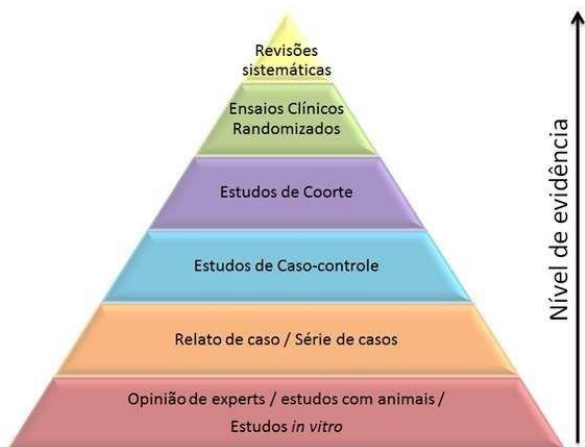 Revisões
sistemáticas
Ensaios Clínicos
Randomizados
Estudos de Coorte
Estudos de Caso-controle
Relato de caso / Série de casos
Opinião de experts / estudos com animais /
Estudos in vitro
Nível de evidência